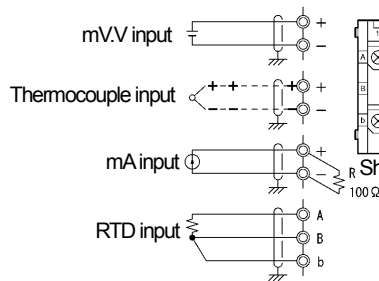 mV.V input
+
−
Thermocouple input
+ + +
− − −
mA input
+
−
R
Sh
100 Ω
RTD input
A
B
b
A
B
b